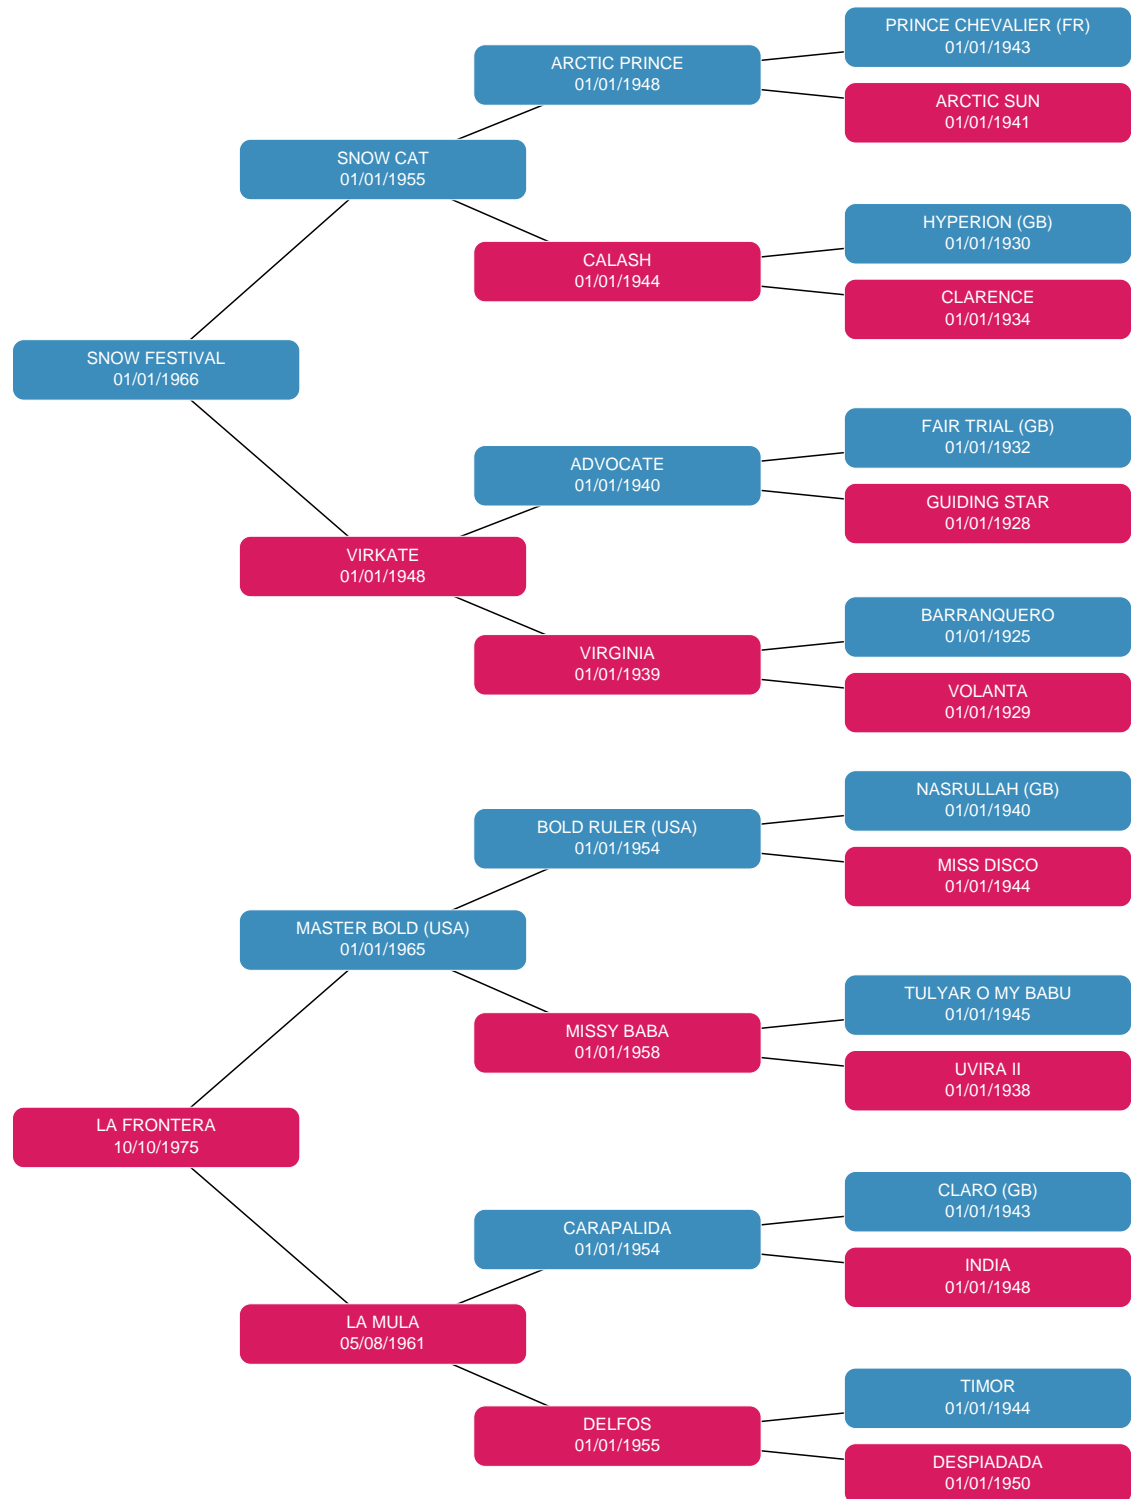 PRINCE CHEVALIER (FR)
01/01/1943
ARCTIC PRINCE
01/01/1948
ARCTIC SUN
01/01/1941
SNOW CAT
01/01/1955
HYPERION (GB)
01/01/1930
CALASH
01/01/1944
CLARENCE
01/01/1934
SNOW FESTIVAL
01/01/1966
FAIR TRIAL (GB)
01/01/1932
ADVOCATE
01/01/1940
GUIDING STAR
01/01/1928
VIRKATE
01/01/1948
BARRANQUERO
01/01/1925
VIRGINIA
01/01/1939
VOLANTA
01/01/1929
NASRULLAH (GB)
01/01/1940
BOLD RULER (USA)
01/01/1954
MISS DISCO
01/01/1944
MASTER BOLD (USA)
01/01/1965
TULYAR O MY BABU
01/01/1945
MISSY BABA
01/01/1958
UVIRA II
01/01/1938
LA FRONTERA
10/10/1975
CLARO (GB)
01/01/1943
CARAPALIDA
01/01/1954
INDIA
01/01/1948
LA MULA
05/08/1961
TIMOR
01/01/1944
DELFOS
01/01/1955
DESPIADADA
01/01/1950